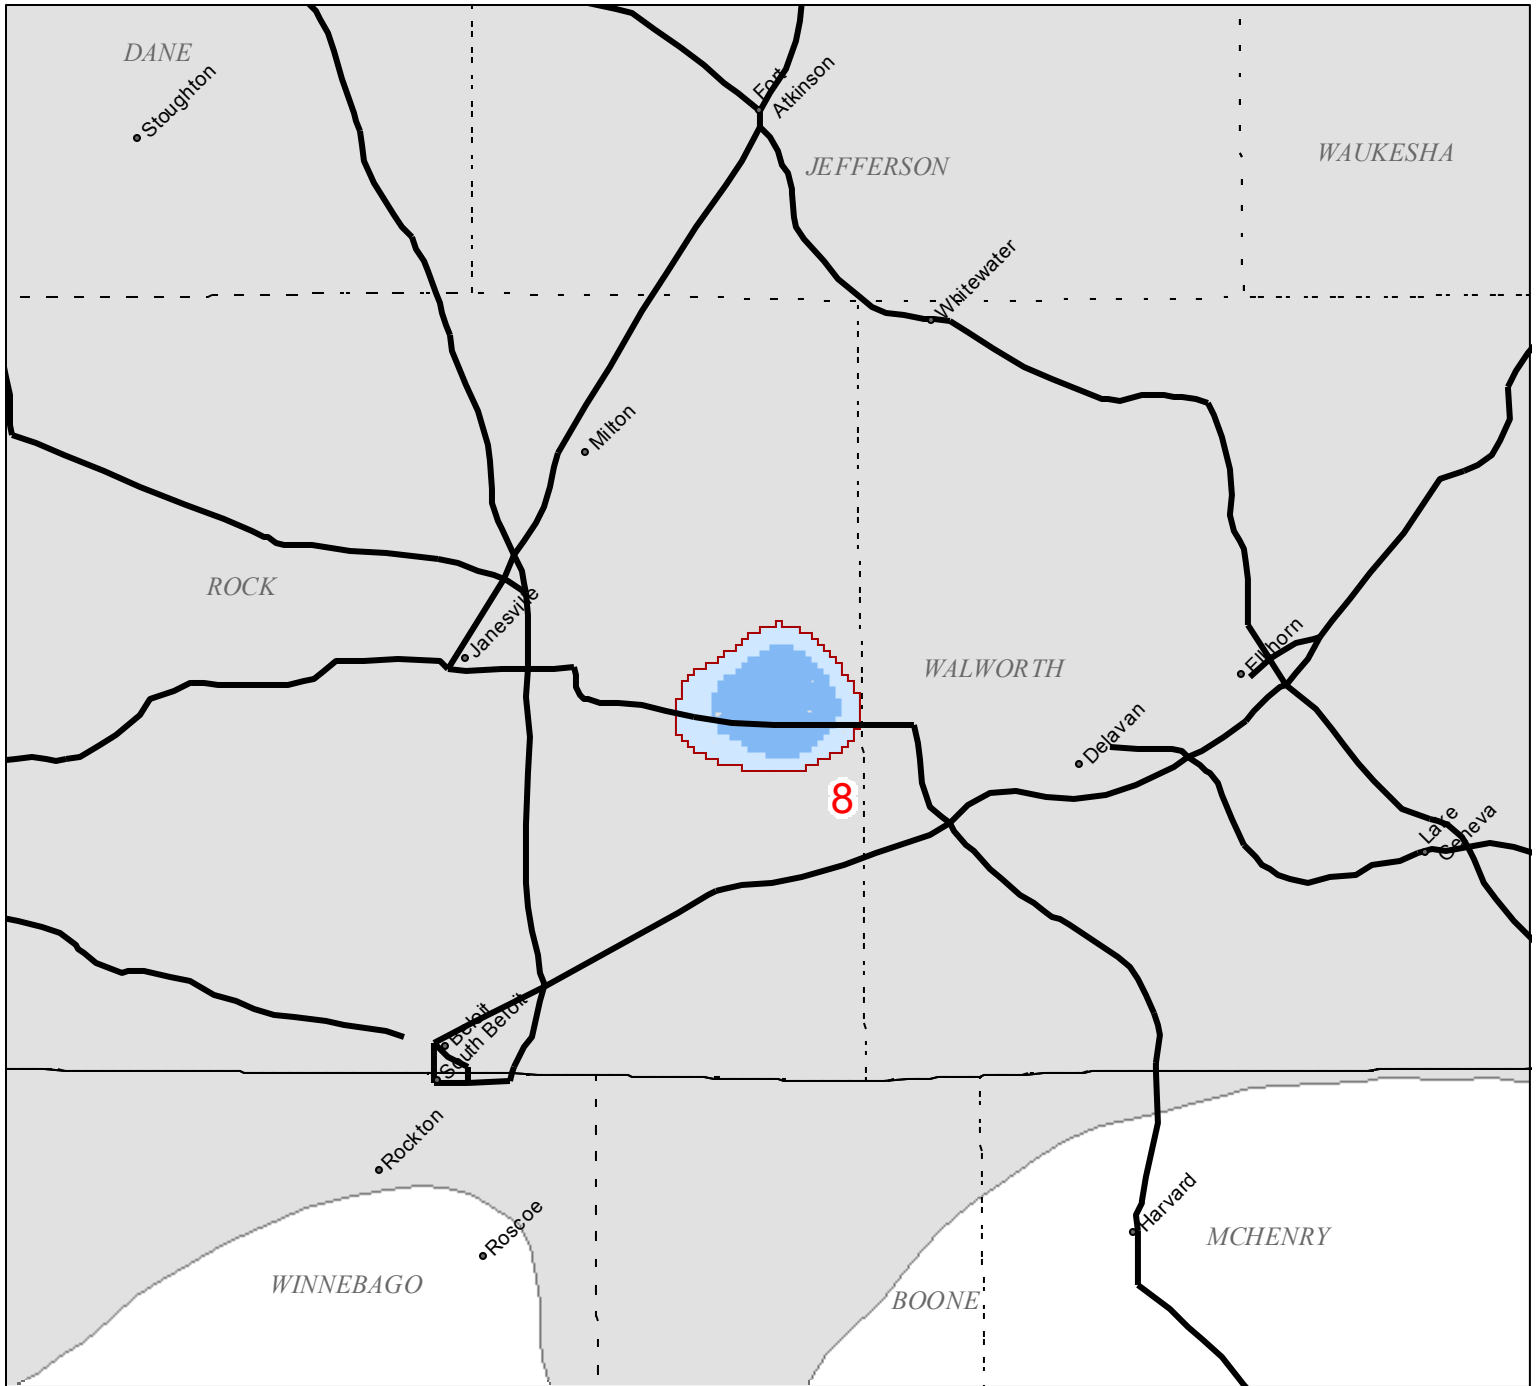 DANE
Stoughton
Fort
Atkinson
JEFFERSON
WAUKESHA
Whitewater
Milton
ROCK
Janesville
WALWORTH
Elkhorn
Delavan
8
Lake
Geneva
Beloit
South Beloit
Rockton
Roscoe
Harvard
MCHENRY
WINNEBAGO
BOONE